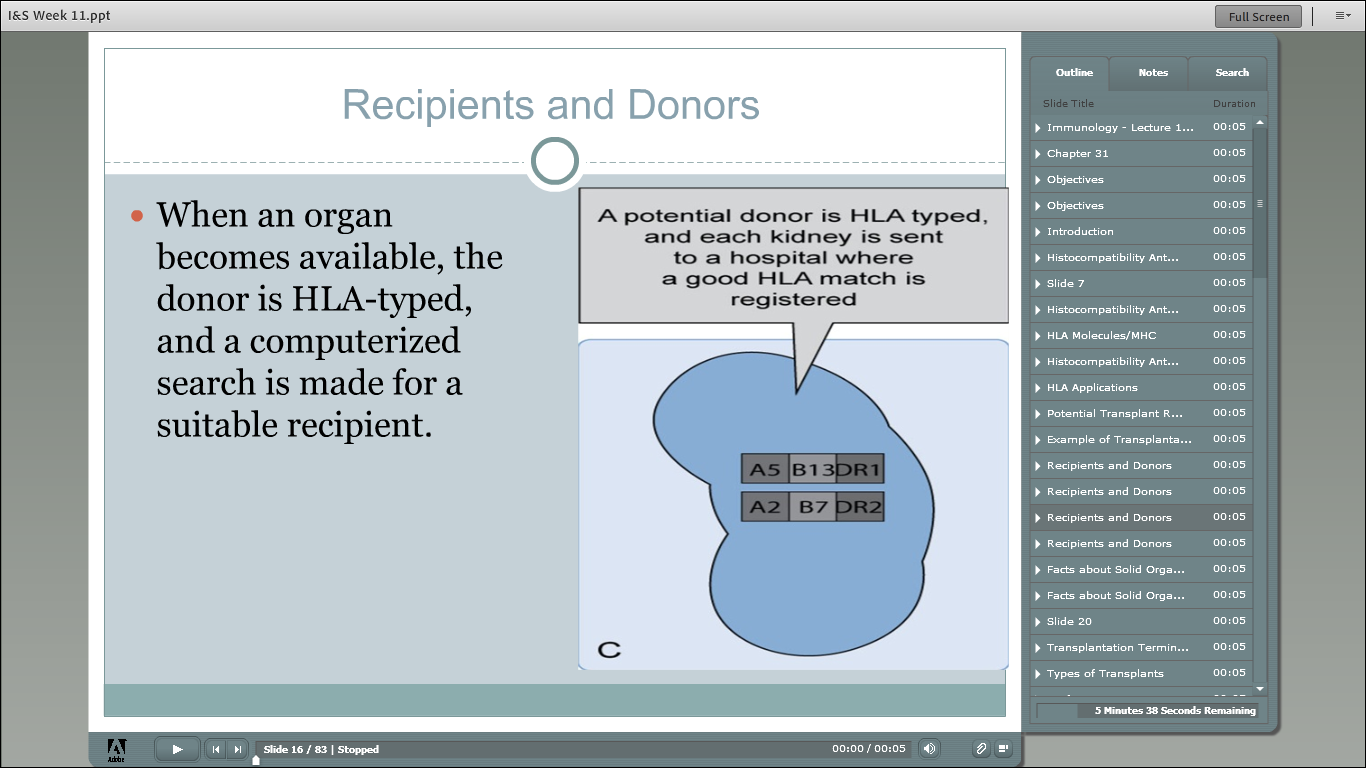 I&S Week 11.ppt
Full Screen
Recipients and Donors
When an organ
becomes available, the
donor is HLA-typed,
and a computerized
search is made for a
suitable recipient.
A potential donor is HLA typed,
and each kidney is sent
to a hospital where
a good HLA match is
registered
A5 B13 DR1
A2 B7 DR2
C
Outline Notes Search
Slide Title Duration
Immunology - Lecture 1... 00:05
Chapter 31 00:05
Objectives 00:05
Objectives 00:05
Introduction 00:05
Histocompatibility Ant... 00:05
Slide 7 00:05
Histocompatibility Ant... 00:05
HLA Molecules/MHC 00:05
Histocompatibility Ant... 00:05
HLA Applications 00:05
Potential Transplant R... 00:05
Example of Transplanta... 00:05
Recipients and Donors 00:05
Recipients and Donors 00:05
Recipients and Donors 00:05
Recipients and Donors 00:05
Facts about Solid Orga... 00:05
Facts about Solid Orga... 00:05
Slide 20 00:05
Transplantation Termin... 00:05
Types of Transplants 00:05
5 Minutes 38 Seconds Remaining
Adobe
Slide 16 / 83 | Stopped
00:00 / 00:05